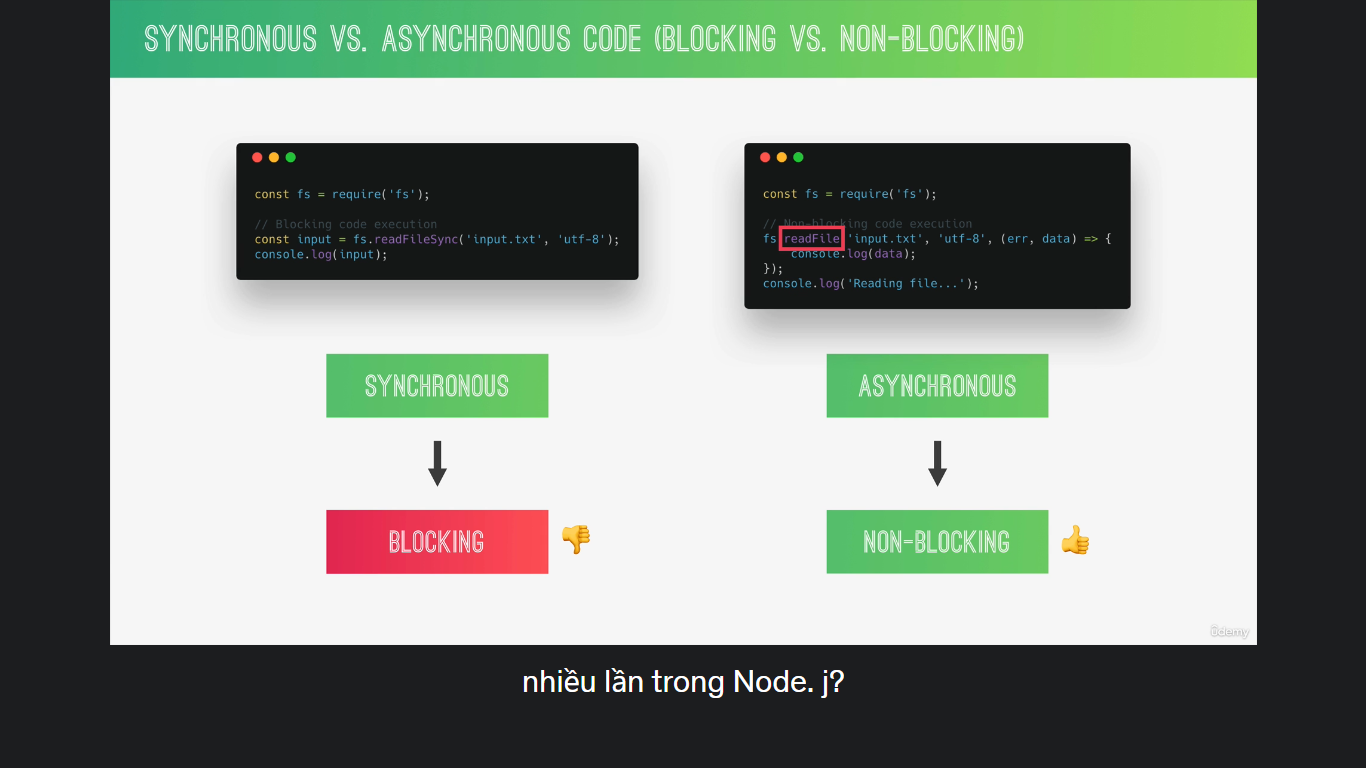 SYNCHRONOUS VS. ASYNCHRONOUS CODE (BLOCKING VS. NON-BLOCKING)
const fs = require('fs');
// Blocking code execution
const input = fs.readFileSync('input.txt', 'utf-8');
console.log(input);
const fs = require('fs');
// Non-blocking code execution
fs readFile 'input.txt', 'utf-8', (err, data) => {
console.log(data);
});
console.log('Reading file...');
SYNCHRONOUS
ASYNCHRONOUS
BLOCKING
NON-BLOCKING
ûdemy
nhiều lần trong Node. j?